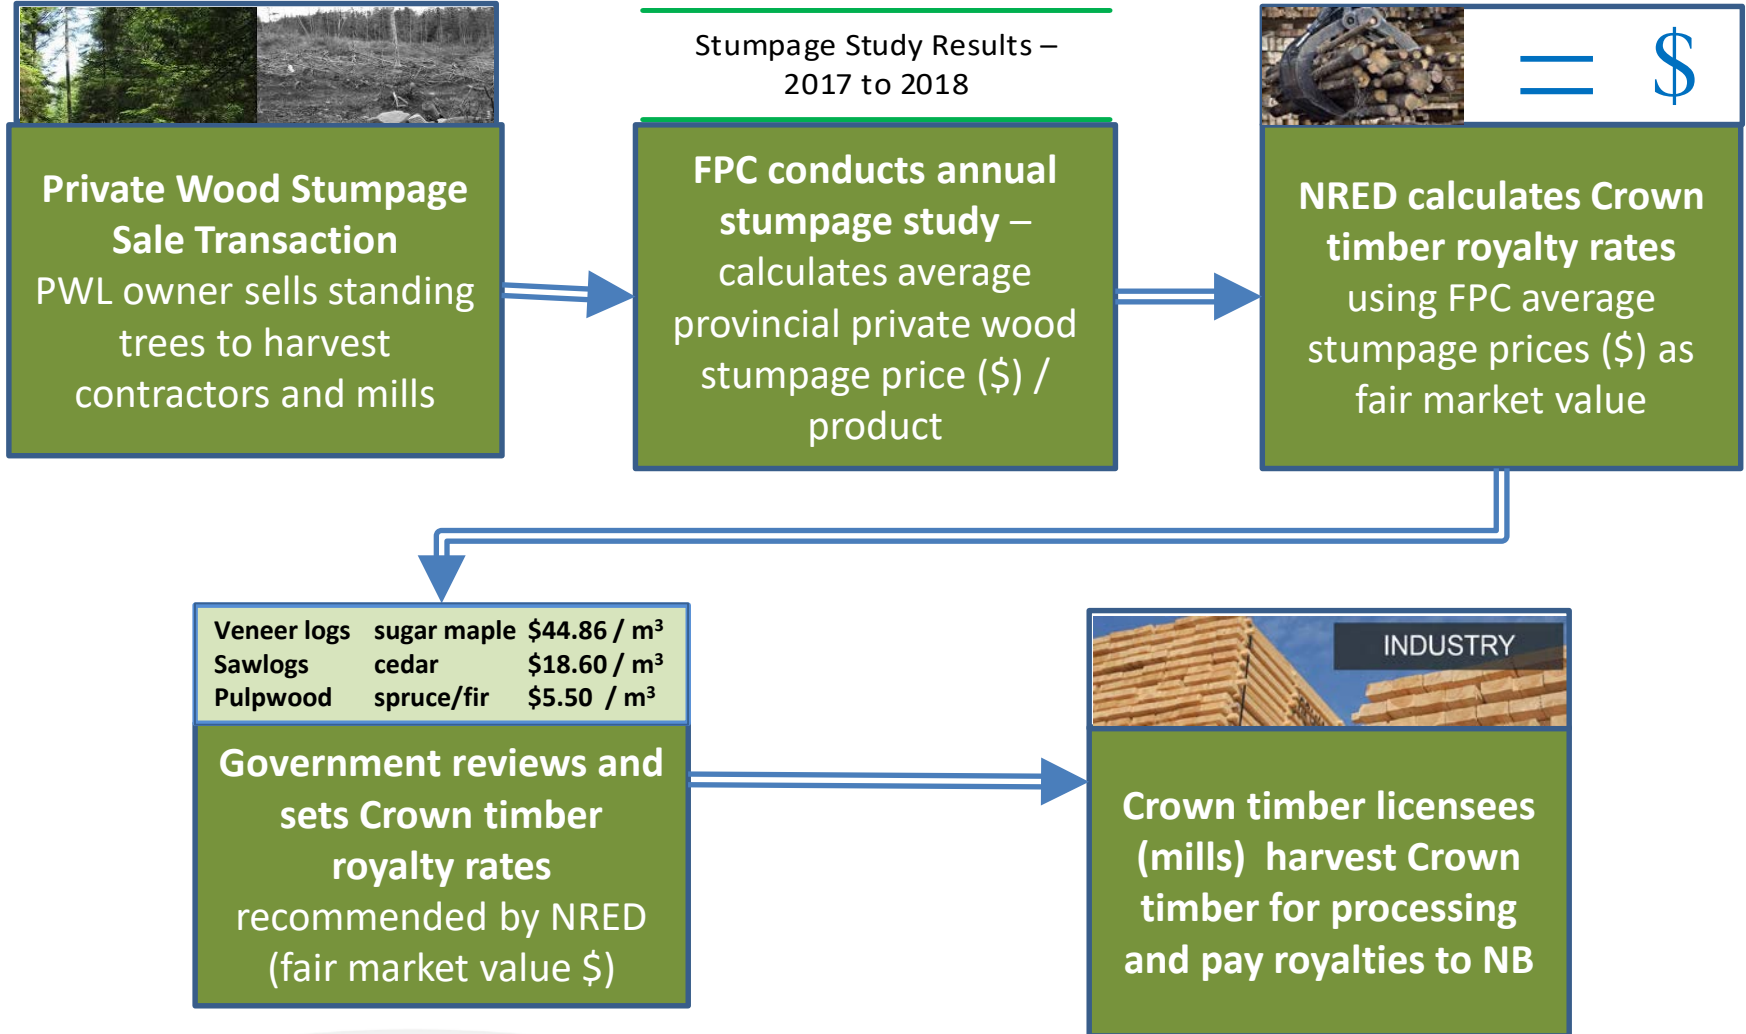 Stumpage Study Results –
2017 to 2018
= $
Private Wood Stumpage
Sale Transaction
PWL owner sells standing
trees to harvest
contractors and mills
FPC conducts annual
stumpage study –
calculates average
provincial private wood
stumpage price ($) /
product
NRED calculates Crown
timber royalty rates
using FPC average
stumpage prices ($) as
fair market value
Veneer logs sugar maple $44.86 / m³
Sawlogs cedar $18.60 / m³
Pulpwood spruce/fir $5.50 / m³
Government reviews and
sets Crown timber
royalty rates
recommended by NRED
(fair market value $)
INDUSTRY
Crown timber licensees
(mills) harvest Crown
timber for processing
and pay royalties to NB